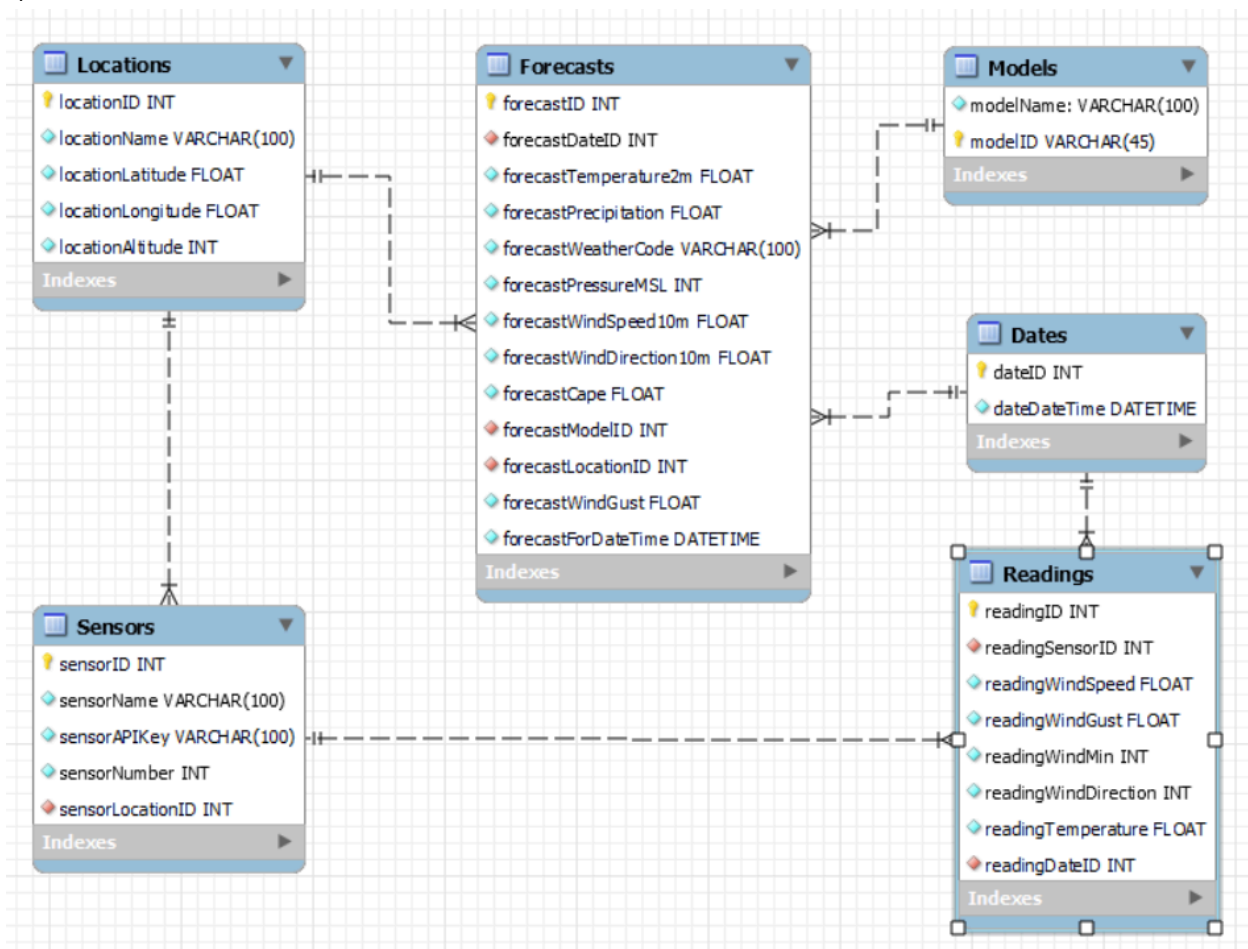 Locations
locationID INT
locationName VARCHAR(100)
locationLatitude FLOAT
locationLongitude FLOAT
locationAltitude INT
Indexes
Forecasts
forecastID INT
forecastDateID INT
forecastTemperature2m FLOAT
forecastPrecipitation FLOAT
forecastWeatherCode VARCHAR(100)
forecastPressureMSL INT
forecastWindSpeed10m FLOAT
forecastWindDirection10m FLOAT
forecastCape FLOAT
forecastModelID INT
forecastLocationID INT
forecastWindGust FLOAT
forecastForDateTime DATETIME
Indexes
Models
modelName: VARCHAR(100)
modelID VARCHAR(45)
Indexes
Dates
dateID INT
dateDateTime DATETIME
Indexes
Sensors
sensorID INT
sensorName VARCHAR(100)
sensorAPIKey VARCHAR(100)
sensorNumber INT
sensorLocationID INT
Indexes
Readings
readingID INT
readingSensorID INT
readingWindSpeed FLOAT
readingWindGust FLOAT
readingWindMin INT
readingWindDirection INT
readingTemperature FLOAT
readingDateID INT
Indexes